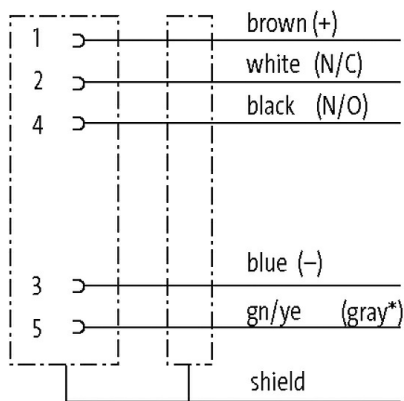 1 brown (+)
2 white (N/C)
4 black (N/O)
3 blue (–)
5 gn/ye (gray*)
shield